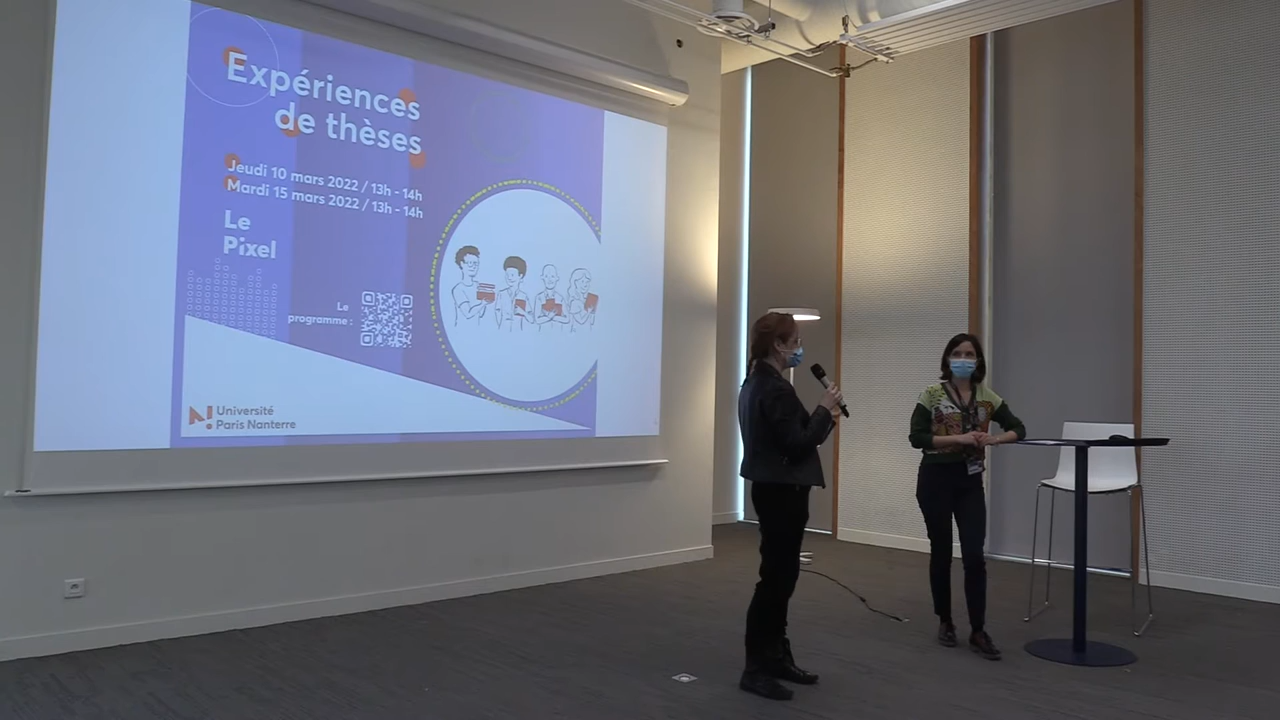 Expériences
de thèses
Jeudi 10 mars 2022 / 13h - 14h
Mardi 15 mars 2022 / 13h - 14h
Le
Pixel
Le
programme :
Université
Paris Nanterre